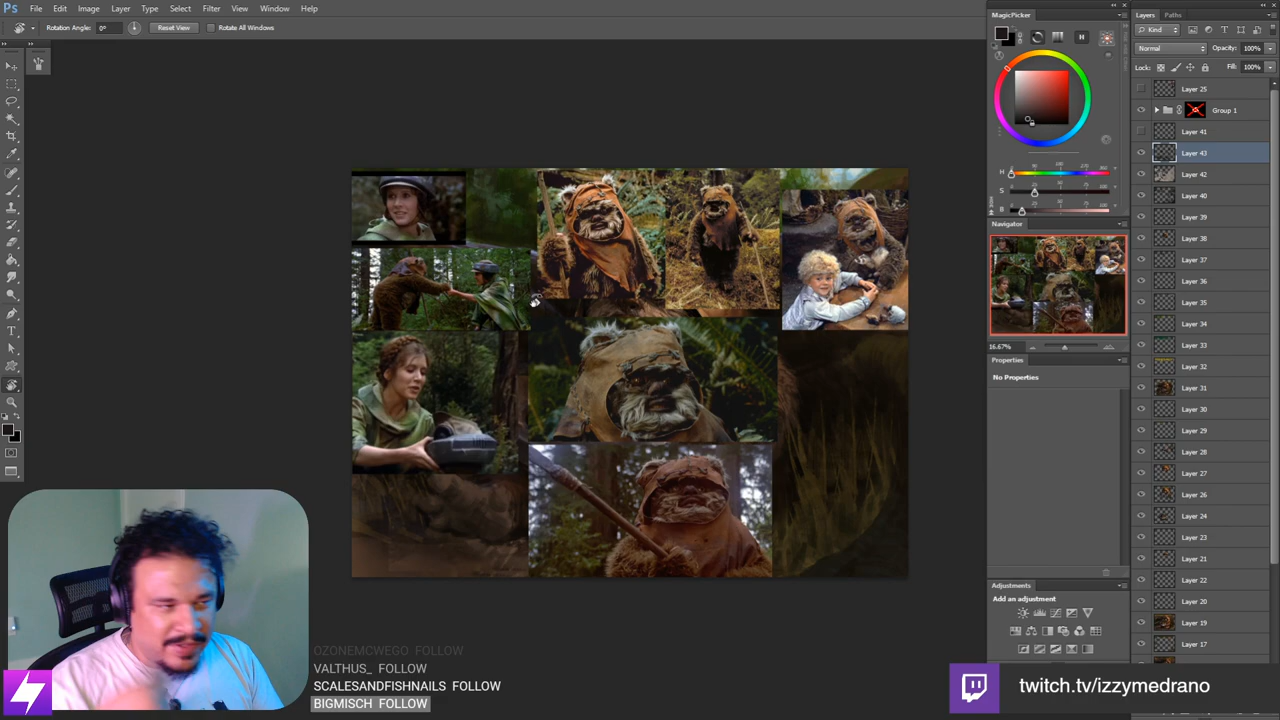 Ps File Edit Image Layer Type Select Filter View Window Help
Rotation Angle: 0° Reset View Rotate All Windows
MagicPicker
H
H
S
B
Navigator
16.67%
Properties
No Properties
Adjustments
Add an adjustment
Layers Paths
Kind
Normal Opacity: 100%
Lock: Fill: 100%
Layer 25
Group 1
Layer 41
Layer 43
Layer 42
Layer 40
Layer 39
Layer 38
Layer 37
Layer 36
Layer 35
Layer 34
Layer 33
Layer 32
Layer 31
Layer 30
Layer 29
Layer 28
Layer 27
Layer 26
Layer 24
Layer 23
Layer 21
Layer 22
Layer 20
Layer 19
Layer 17
OZONEMCWEGO FOLLOW
VALTHUS_ FOLLOW
SCALESANDFISHNAILS FOLLOW
BIGMISCH FOLLOW
twitch.tv/izzymedrano